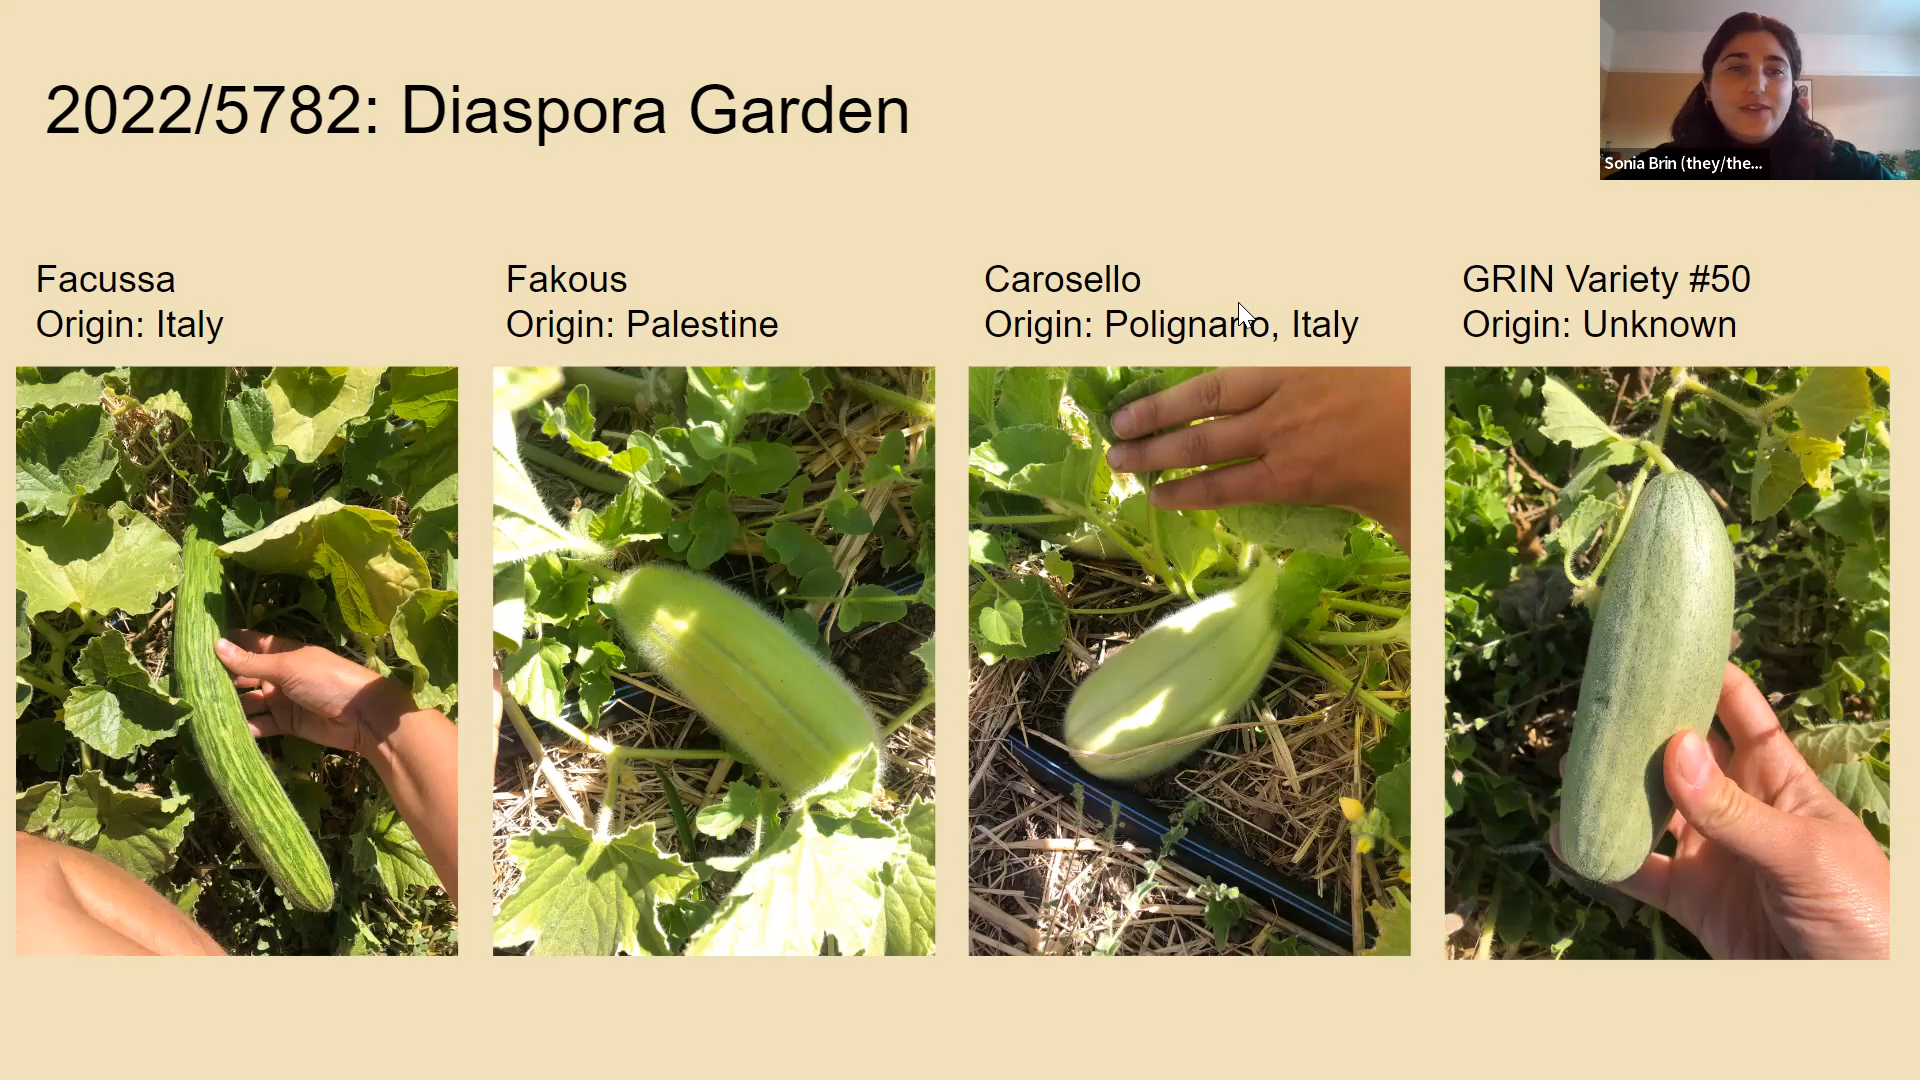 2022/5782: Diaspora Garden
Sonia Brin (they/the...
Facussa
Origin: Italy
Fakous
Origin: Palestine
Carosello
Origin: Polignano, Italy
GRIN Variety #50
Origin: Unknown